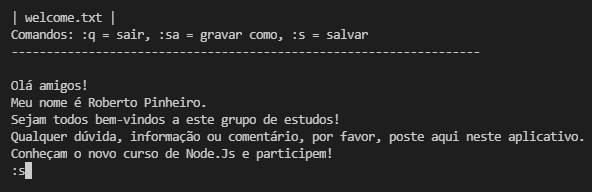 | welcome.txt |
Comandos: :q = sair, :sa = gravar como, :s = salvar
-------------------------------------------------------------------
Olá amigos!
Meu nome é Roberto Pinheiro.
Sejam todos bem-vindos a este grupo de estudos!
Qualquer dúvida, informação ou comentário, por favor, poste aqui neste aplicativo.
Conheçam o novo curso de Node.Js e participem!
:s